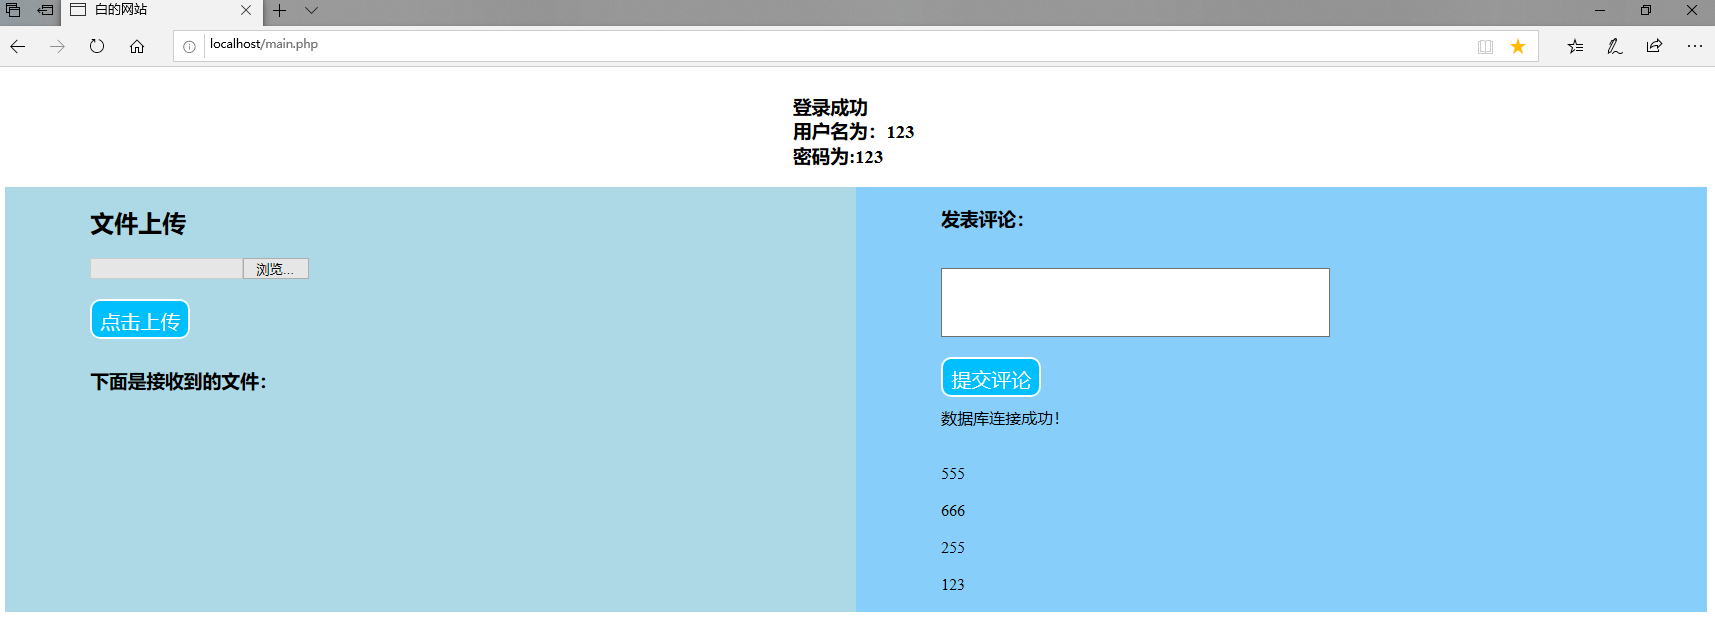 白的网站
localhost/main.php
登录成功
用户名为：123
密码为:123
文件上传
浏览...
点击上传
下面是接收到的文件：
发表评论：
提交评论
数据库连接成功！
555
666
255
123